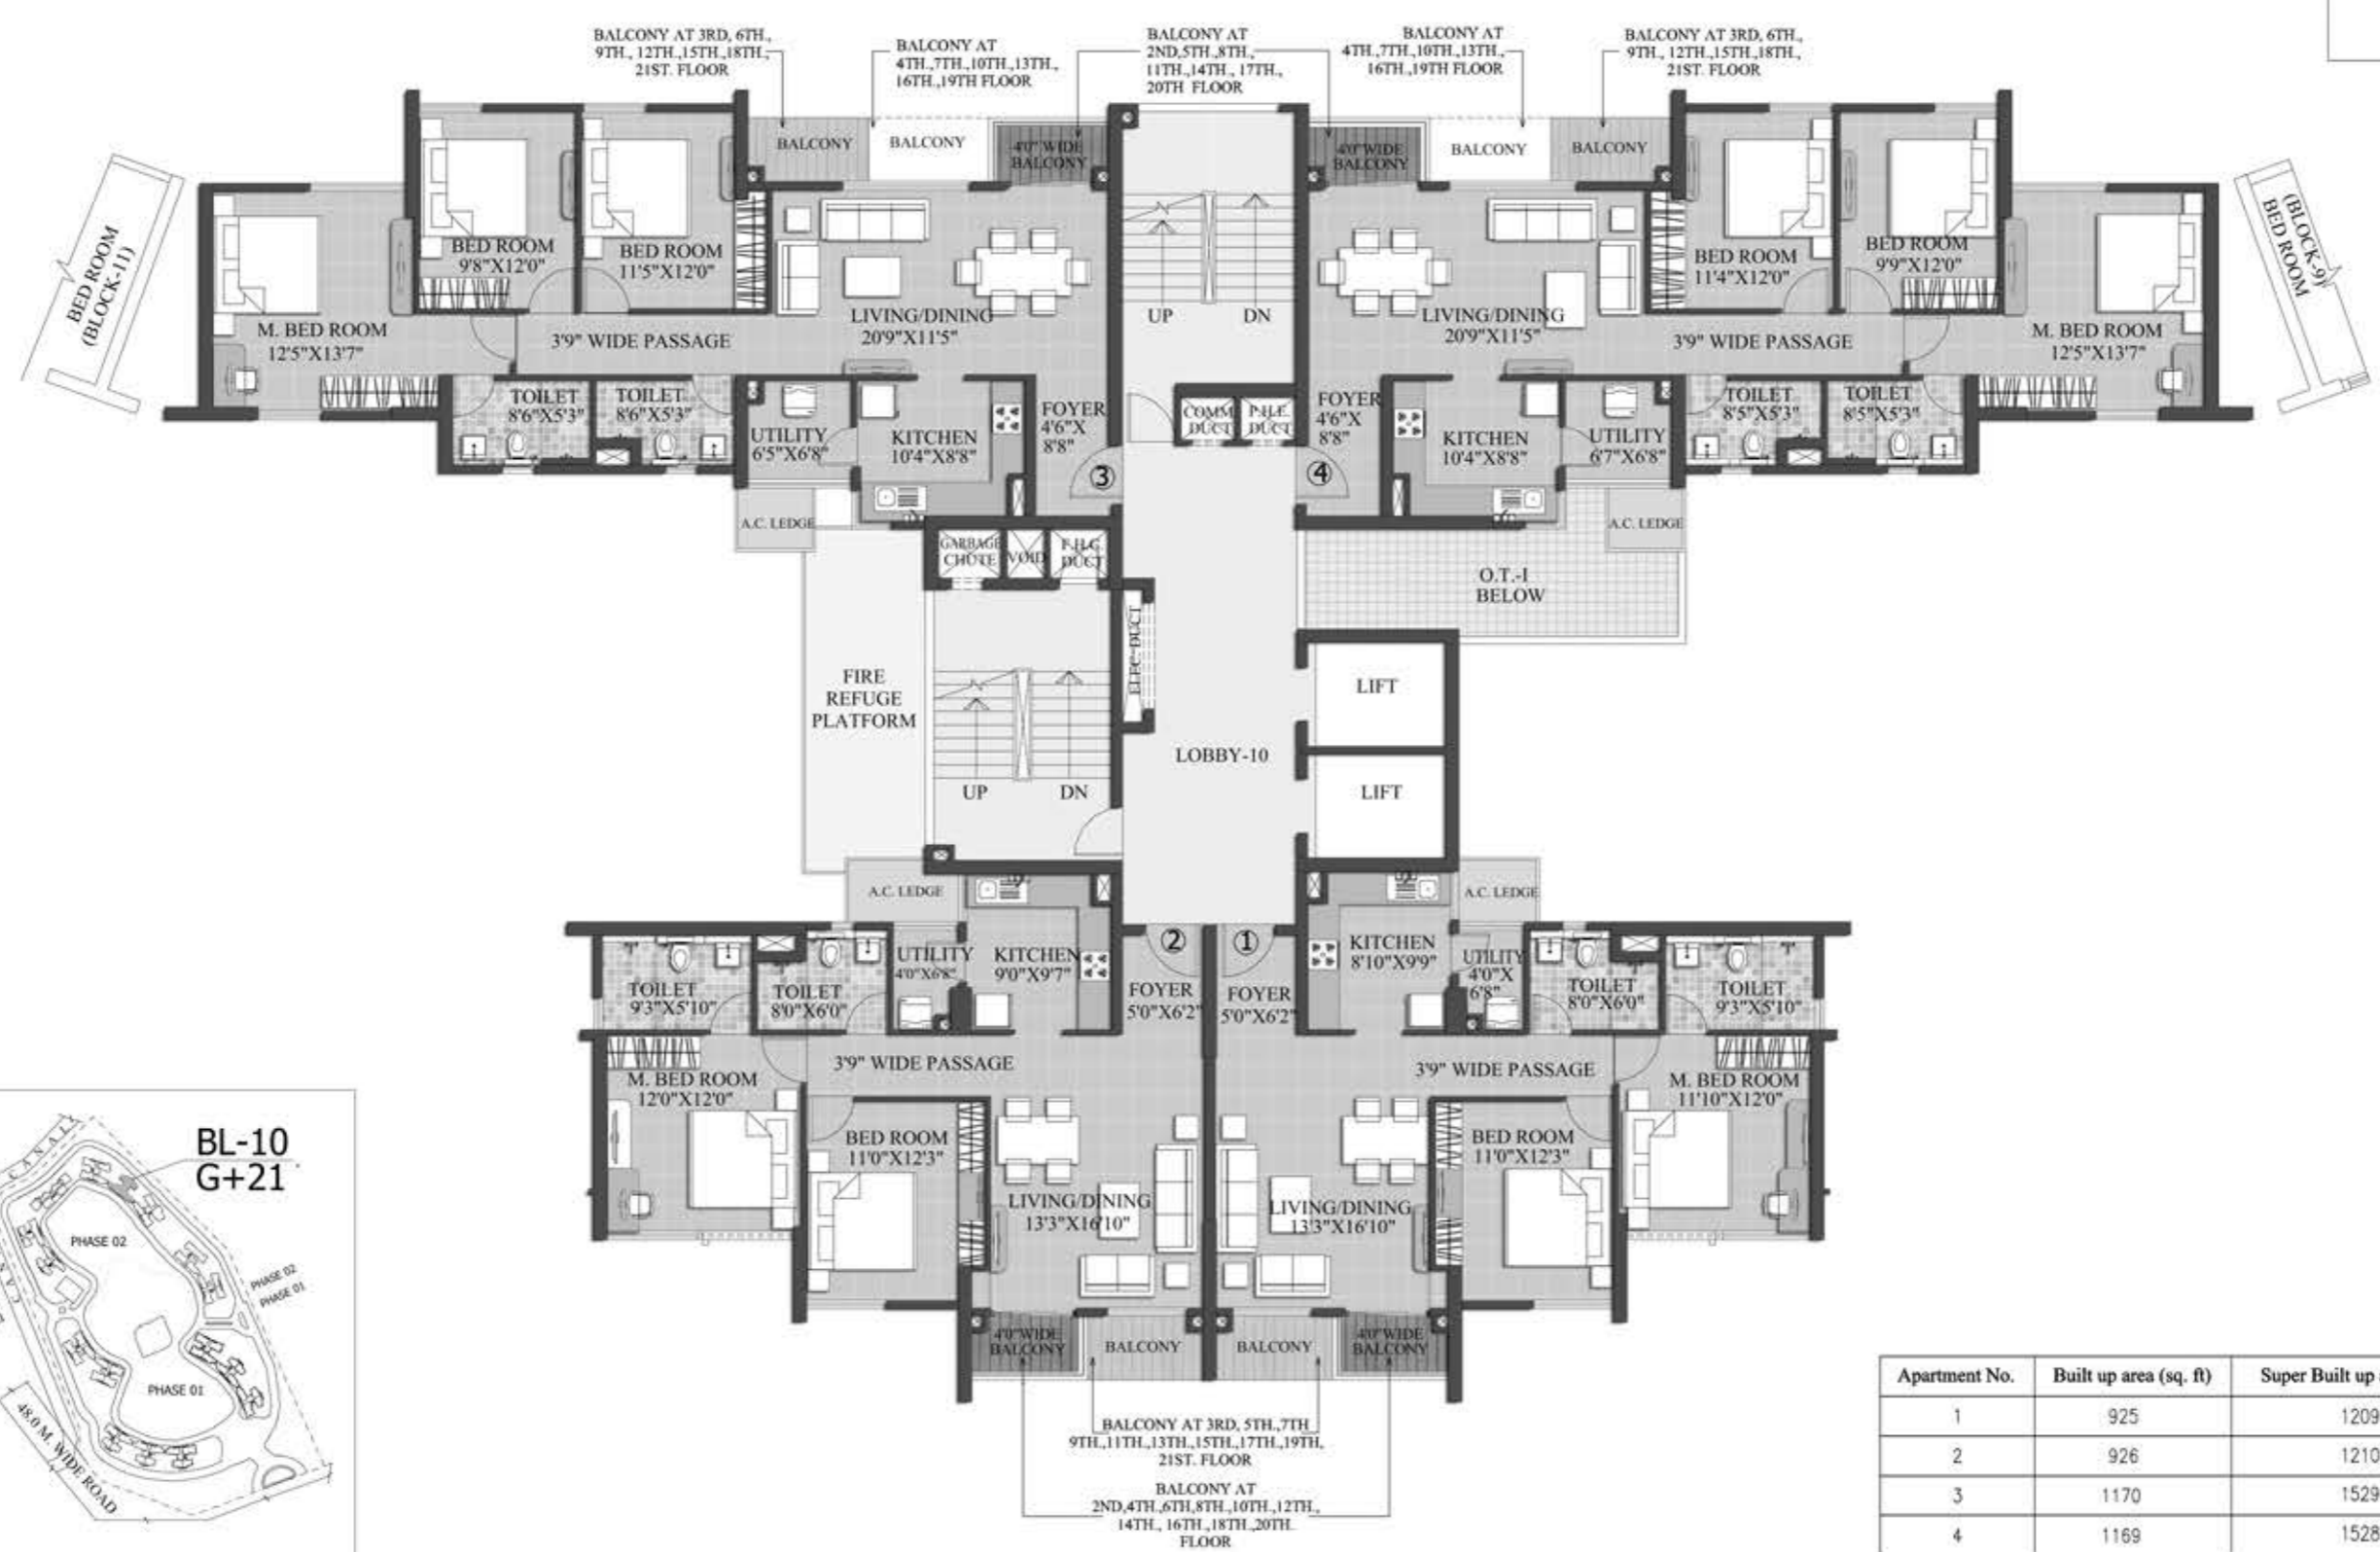 BALCONY AT 3RD, 6TH.,
9TH., 12TH.,15TH.,18TH.,
21ST. FLOOR
BALCONY AT
4TH.,7TH.,10TH.,13TH.,
16TH.,19TH FLOOR
BALCONY AT
2ND,5TH.,8TH.,
11TH.,14TH., 17TH.,
20TH FLOOR
BALCONY AT
4TH.,7TH.,10TH.,13TH.,
16TH.,19TH FLOOR
BALCONY AT 3RD, 6TH.,
9TH., 12TH.,15TH.,18TH.,
21ST. FLOOR
BALCONY
BALCONY
4'0" WIDE
BALCONY
4'0"WIDE
BALCONY
BALCONY
BALCONY
BED ROOM
(BLOCK-11)
BED ROOM
9'8"X12'0"
BED ROOM
11'5"X12'0"
M. BED ROOM
12'5"X13'7"
3'9" WIDE PASSAGE
LIVING/DINING
20'9"X11'5"
UP
DN
LIVING/DINING
20'9"X11'5"
BED ROOM
11'4"X12'0"
BED ROOM
9'9"X12'0"
3'9" WIDE PASSAGE
M. BED ROOM
12'5"X13'7"
(BLOCK-9)
BED ROOM
TOILET
8'6"X5'3"
TOILET
8'6"X5'3"
UTILITY
6'5"X6'8"
KITCHEN
10'4"X8'8"
FOYER
4'6"X
8'8"
③
COMM
DUCT
P.H.E.
DUCT
FOYER
4'6"X
8'8"
④
KITCHEN
10'4"X8'8"
UTILITY
6'7"X6'8"
TOILET
8'5"X5'3"
TOILET
8'5"X5'3"
A.C. LEDGE
GARBAGE
CHUTE
VOID
F.H.C.
DUCT
A.C. LEDGE
O.T.-I
BELOW
ELEC-DUCT
FIRE
REFUGE
PLATFORM
UP
DN
LOBBY-10
LIFT
LIFT
A.C. LEDGE
A.C. LEDGE
TOILET
9'3"X5'10"
TOILET
8'0"X6'0"
UTILITY
4'0"X6'8"
KITCHEN
9'0"X9'7"
②
FOYER
5'0"X6'2"
①
FOYER
5'0"X6'2"
KITCHEN
8'10"X9'9"
UTILITY
4'0"X
6'8"
TOILET
8'0"X6'0"
TOILET
9'3"X5'10"
3'9" WIDE PASSAGE
3'9" WIDE PASSAGE
M. BED ROOM
12'0"X12'0"
BED ROOM
11'0"X12'3"
LIVING/DINING
13'3"X16'10"
LIVING/DINING
13'3"X16'10"
BED ROOM
11'0"X12'3"
M. BED ROOM
11'10"X12'0"
4'0"WIDE
BALCONY
BALCONY
BALCONY
4'0"WIDE
BALCONY
BALCONY AT 3RD, 5TH.,7TH
9TH.,11TH.,13TH.,15TH.,17TH.,19TH,
21ST. FLOOR
BALCONY AT
2ND,4TH.,6TH,8TH.,10TH.,12TH.,
14TH., 16TH.,18TH.,20TH.
FLOOR
BL-10
G+21
CANAL
PHASE 02
PHASE 02
PHASE 01
PHASE 01
48.0 M. WIDE ROAD
Apartment No. Built up area (sq. ft) Super Built up
1 925 1209
2 926 1210
3 1170 1529
4 1169 1528